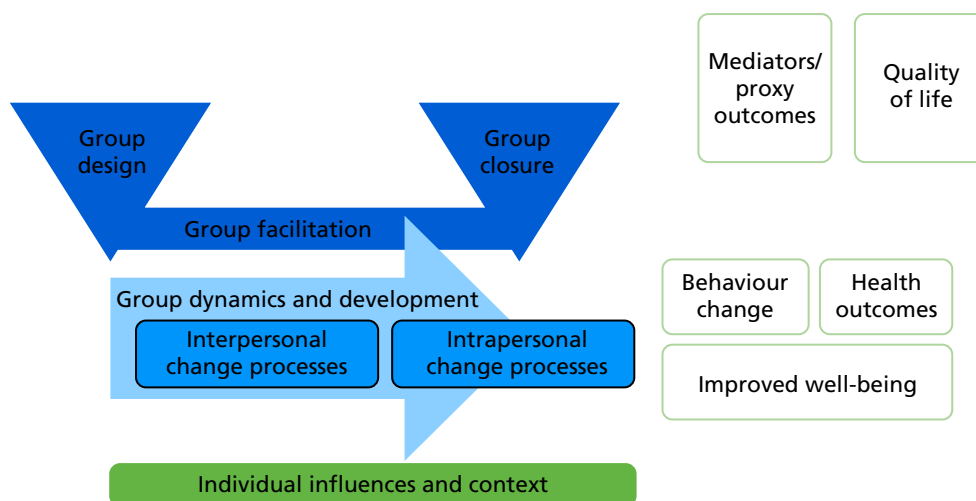 Group
design
Group
closure
Mediators/
proxy
outcomes
Quality
of life
Group facilitation
Group dynamics and development
Interpersonal
change processes
Intrapersonal
change processes
Behaviour
change
Health
outcomes
Improved well-being
Individual influences and context